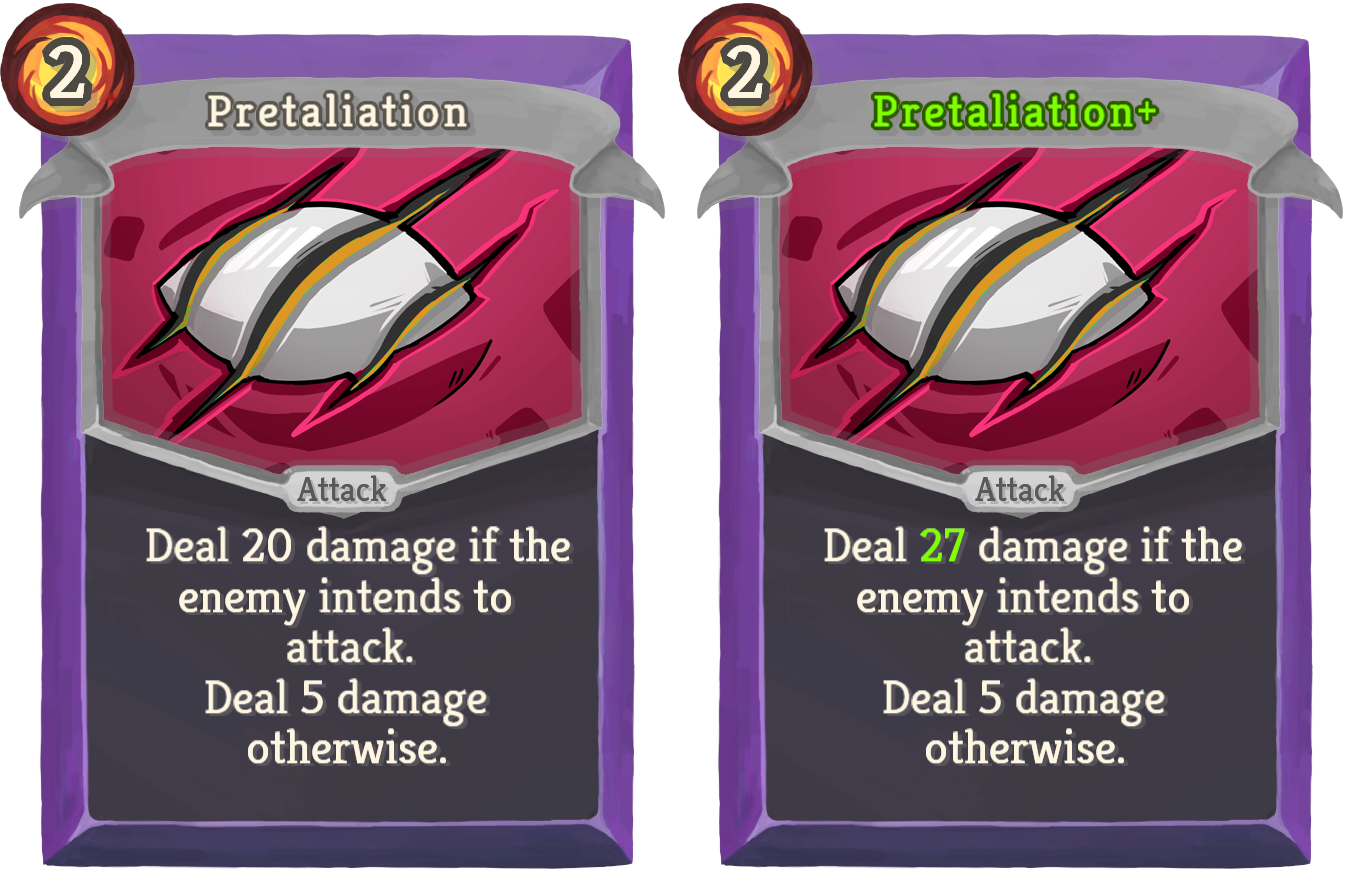 2
Pretaliation
Attack
Deal 20 damage if the
enemy intends to
attack.
Deal 5 damage
otherwise.
2
Pretaliation+
Attack
Deal 27 damage if the
enemy intends to
attack.
Deal 5 damage
otherwise.